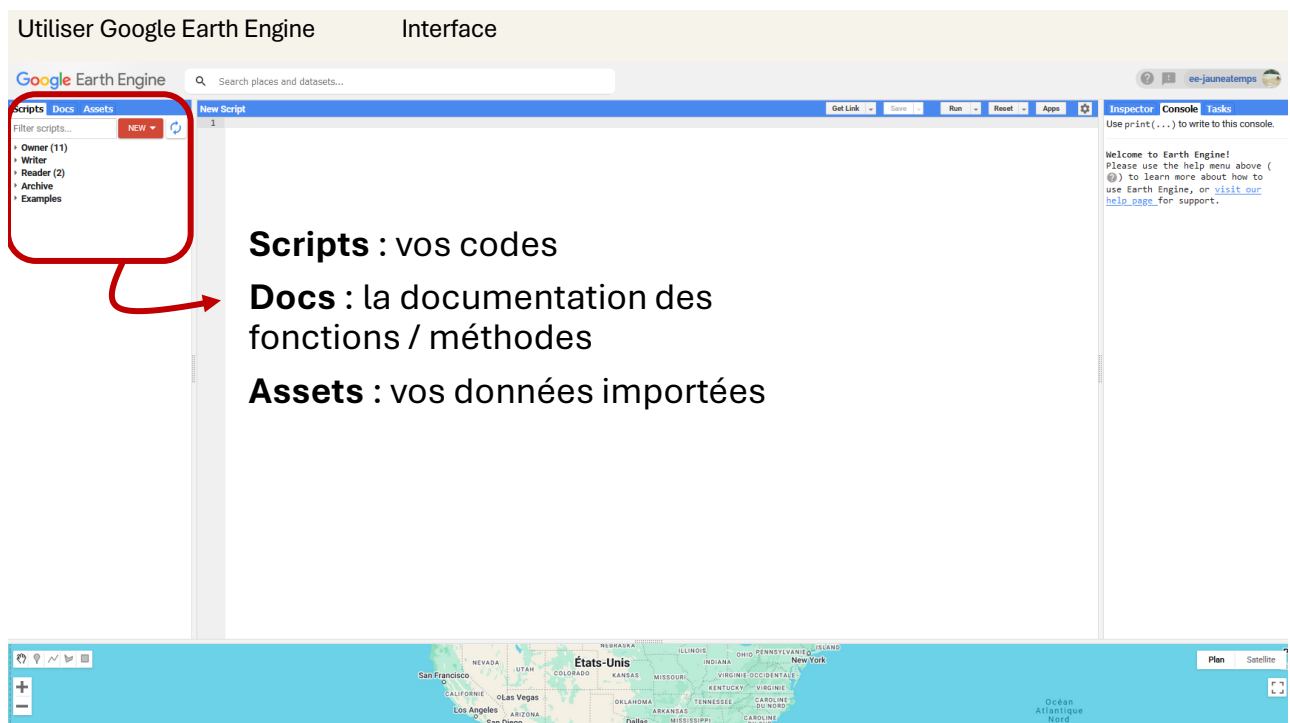 Utiliser Google Earth Engine Interface
Google Earth Engine
Search places and datasets...
ee-jauneatemps
Scripts Docs Assets
Filter scripts...
NEW
Owner (11)
Writer
Reader (2)
Archive
Examples
New Script
Get Link Save Run Reset Apps
1
Inspector Console Tasks
Use print(...) to write to this console.
Welcome to Earth Engine!
Please use the help menu above (
?) to learn more about how to
use Earth Engine, or visit our
help page for support.
Scripts : vos codes
Docs : la documentation des
fonctions / méthodes
Assets : vos données importées
NEBRASKA
ILLINOIS
OHIO
PENNSYLVANIE
ISLAND
NEVADA
UTAH
États-Unis
INDIANA
New York
San Francisco
COLORADO
KANSAS
MISSOURI
VIRGINIE-OCCIDENTALE
CALIFORNIE
Las Vegas
KENTUCKY
VIRGINIE
OKLAHOMA
TENNESSEE
CAROLINE
DU NORD
Los Angeles
ARIZONA
ARKANSAS
San Diego
Dallas
MISSISSIPPI
CAROLINE
Océan
Atlantique
Nord
Plan Satellite